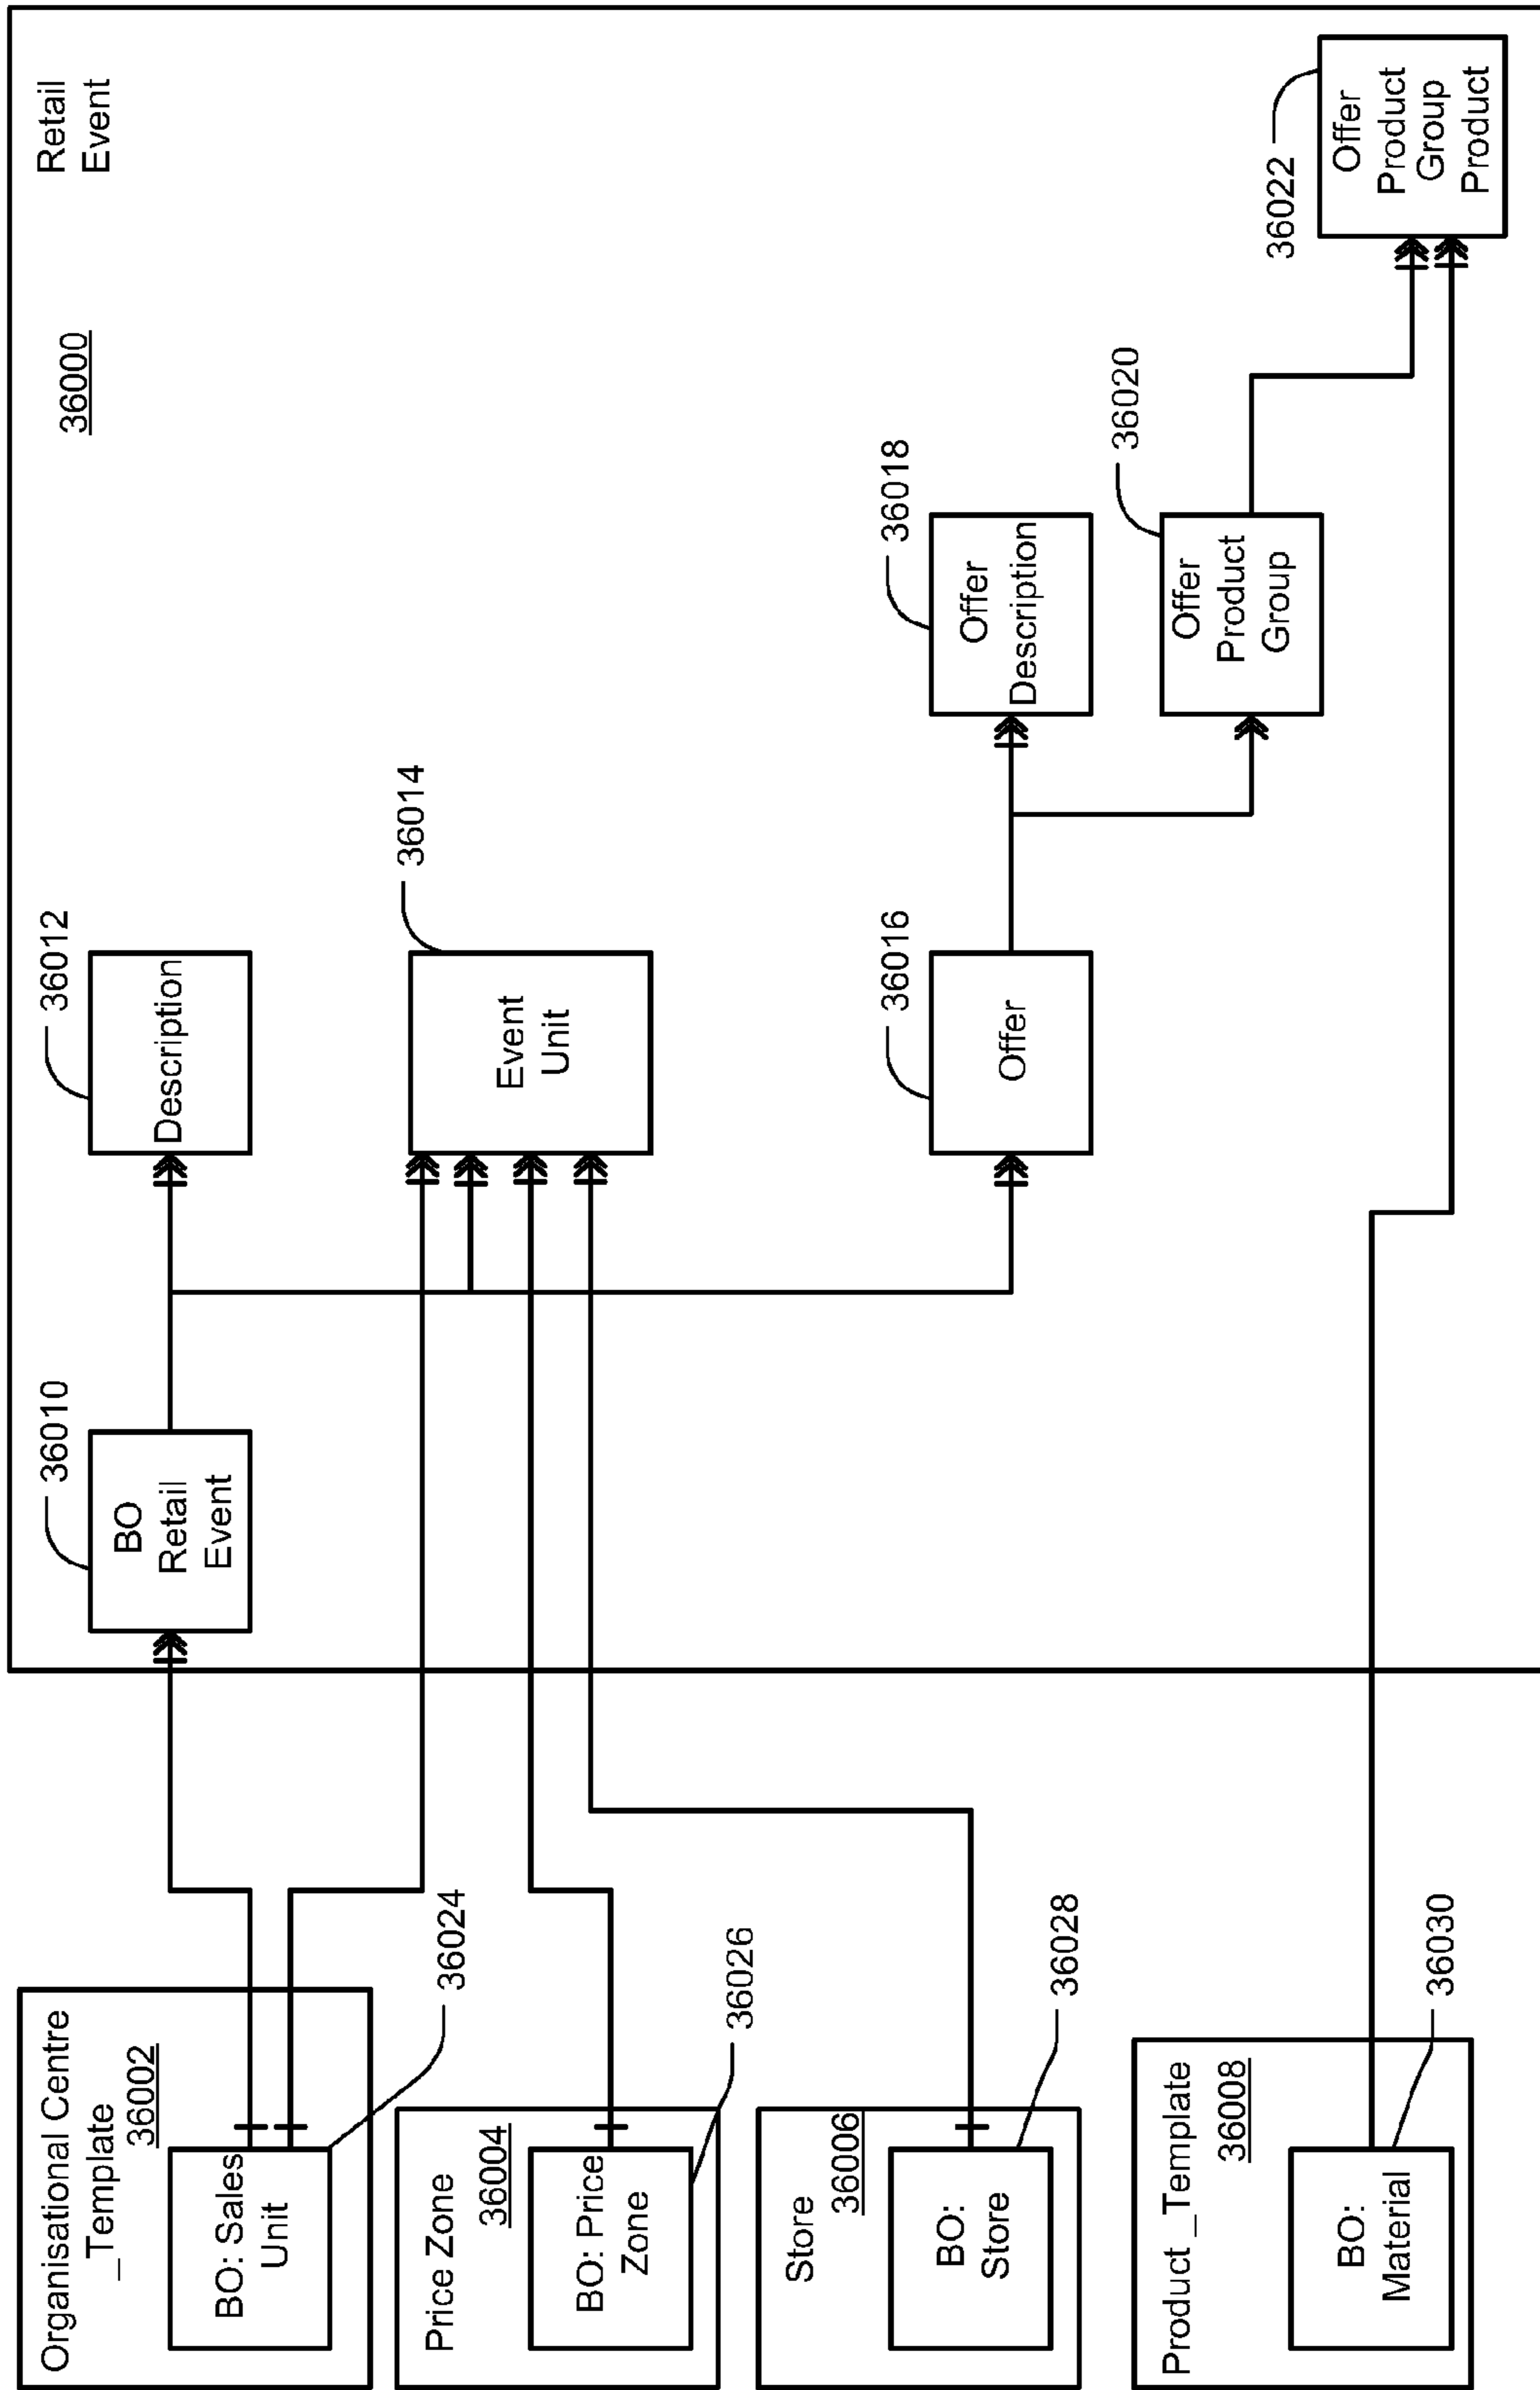 Organisational Centre
_Template
36002
BO: Sales
Unit
36024
Price Zone
36004
BO: Price
Zone
36026
Store
36006
BO:
Store
36028
Product _Template
36008
BO:
Material
36030
Retail
Event
36000
36010
BO
Retail
Event
36012
Description
36014
Event
Unit
36016
Offer
36018
Offer
Description
36020
Offer
Product
Group
36022
Offer
Product
Group
Product